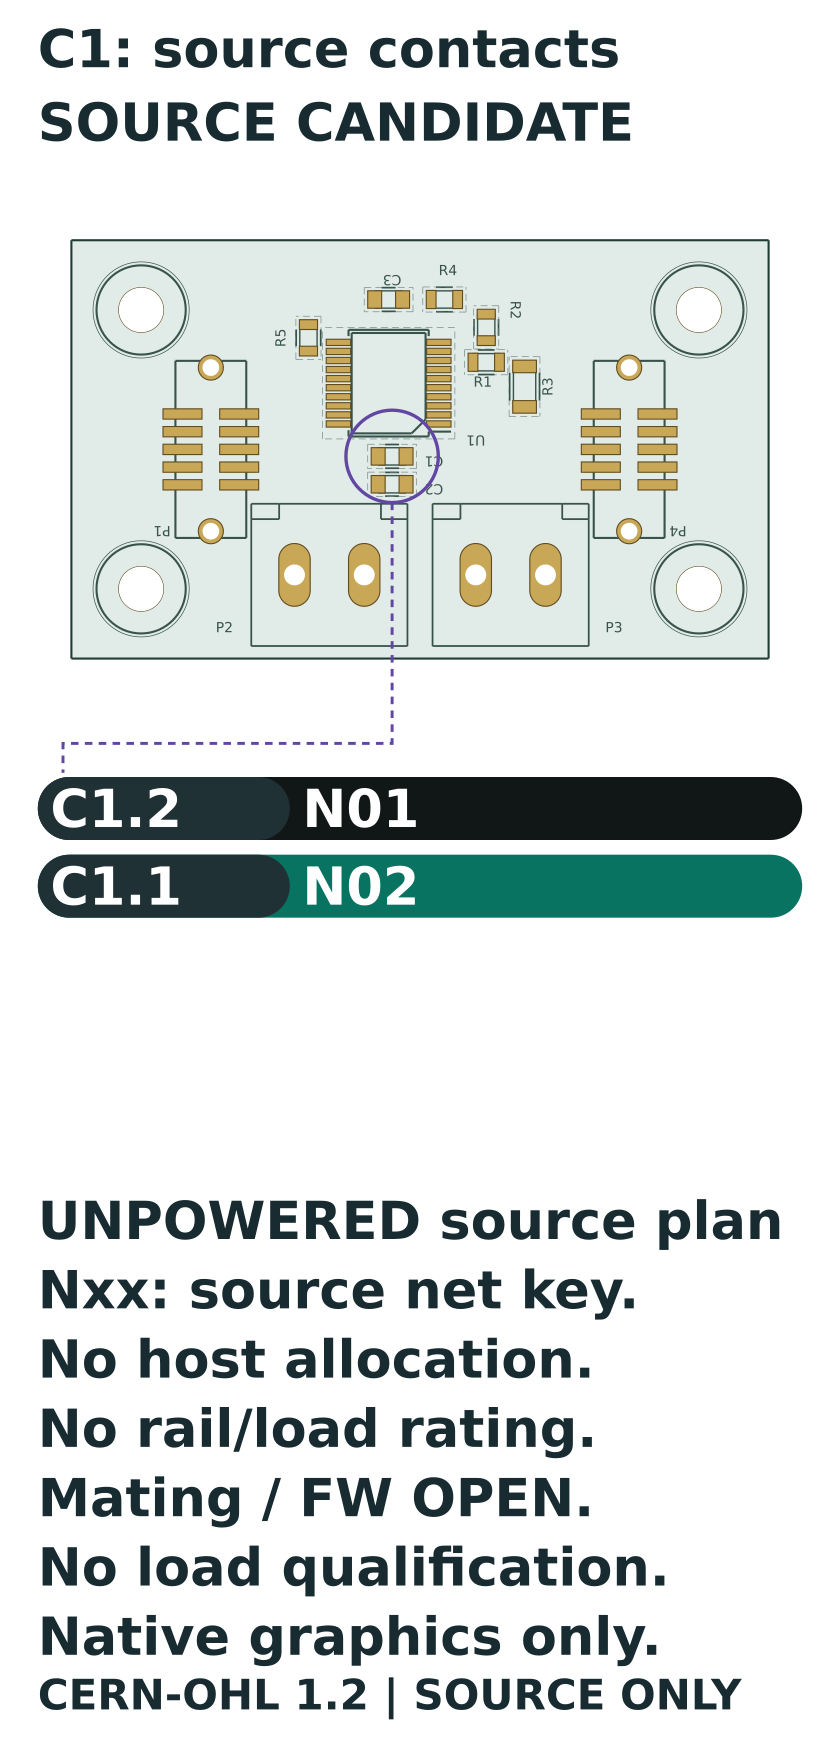 C1: source contacts
SOURCE CANDIDATE
R4
C3
R2
R5
R1
R3
U1
C1
C2
P1
P4
P2
P3
C1.2 N01
C1.1 N02
UNPOWERED source plan
Nxx: source net key.
No host allocation.
No rail/load rating.
Mating / FW OPEN.
No load qualification.
Native graphics only.
CERN-OHL 1.2 | SOURCE ONLY